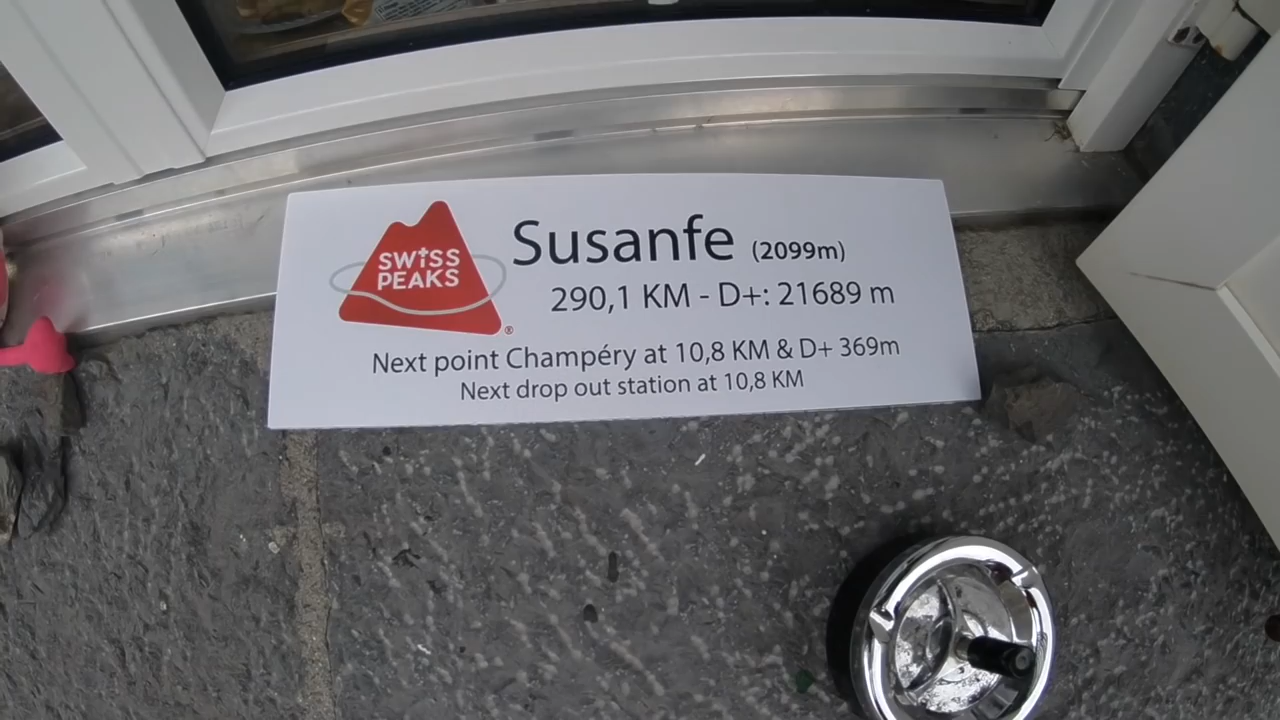 SWiSS
PEAKS
®
Susanfe (2099m)
290,1 KM - D+: 21689 m
Next point Champéry at 10,8 KM & D+ 369m
Next drop out station at 10,8 KM